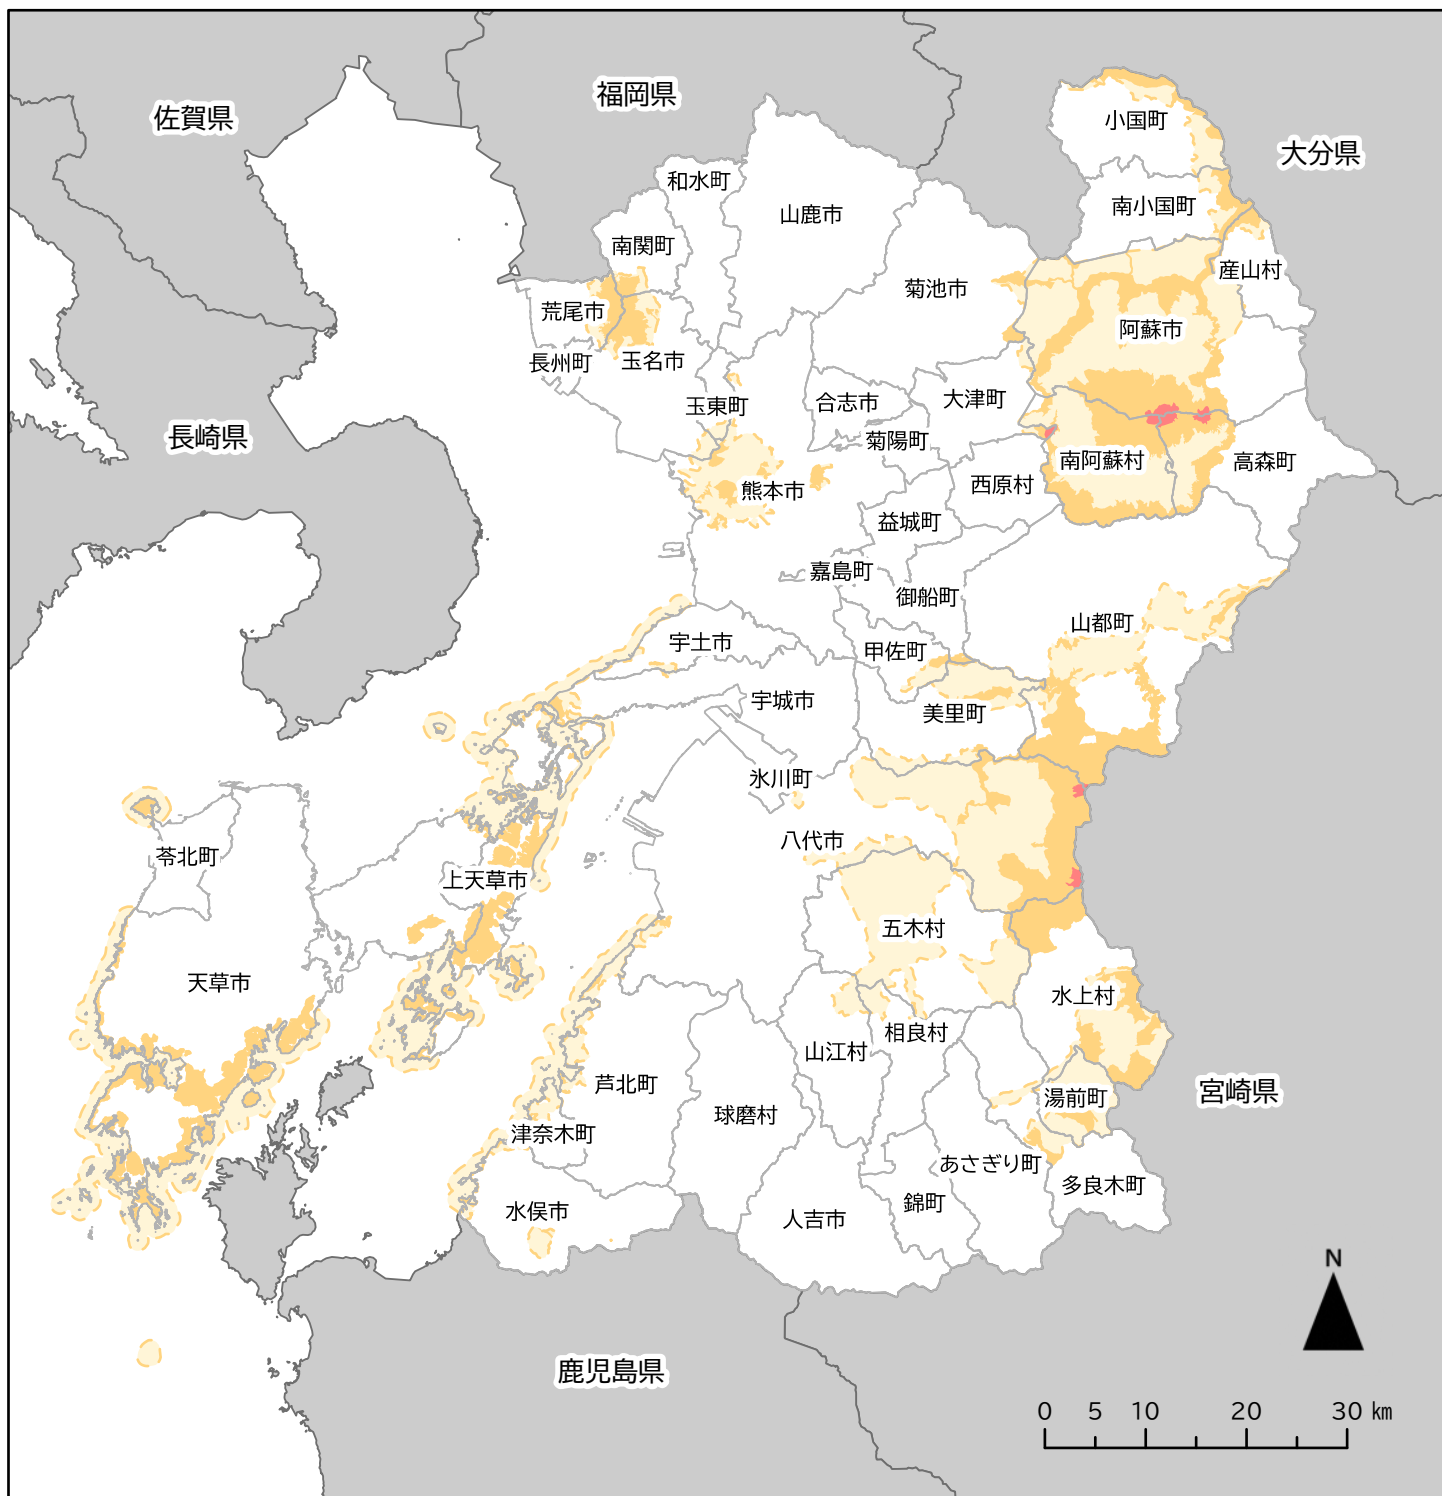 福岡県
佐賀県
小国町
大分県
和水町
南小国町
山鹿市
南関町
産山村
菊池市
荒尾市
阿蘇市
長州町
玉名市
大津町
合志市
玉東町
長崎県
菊陽町
南阿蘇村
高森町
西原村
熊本市
益城町
嘉島町
御船町
山都町
宇土市
甲佐町
宇城市
美里町
氷川町
八代市
苓北町
上天草市
五木村
天草市
水上村
相良村
山江村
芦北町
宮崎県
湯前町
球磨村
津奈木町
あさぎり町
多良木町
錦町
水俣市
人吉市
N
鹿児島県
0 5 10 20 30 km